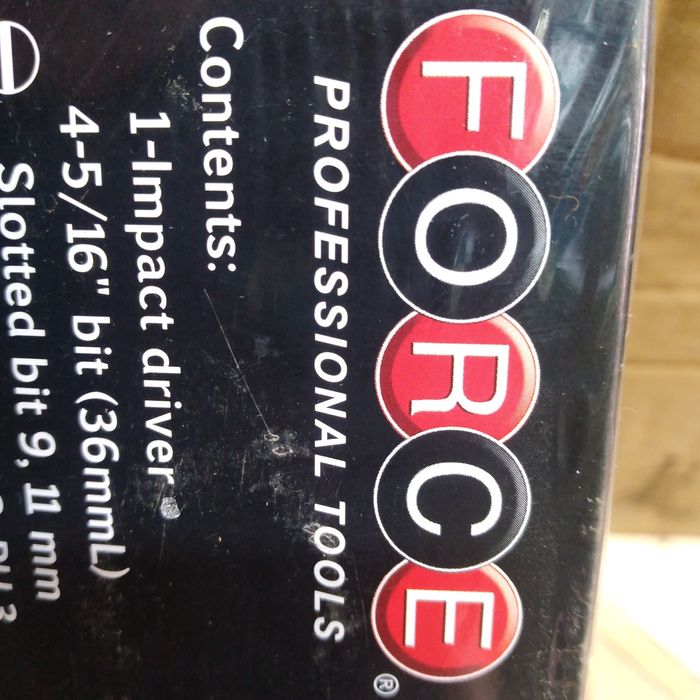 FORCE®
PROFESSIONAL TOOLS
Contents:
1-Impact driver
4-5/16" bit (36mmL)
Slotted bit 9, 11 mm